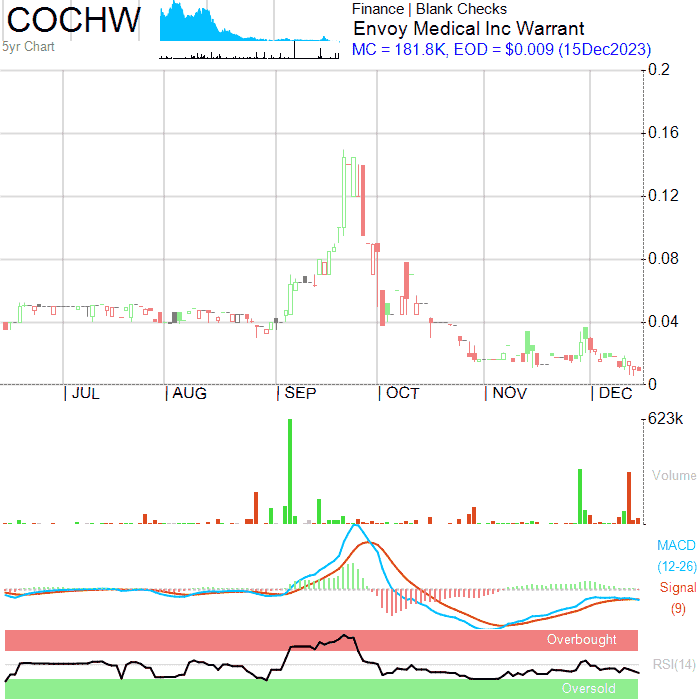 COCHW
5yr Chart
Finance | Blank Checks
Envoy Medical Inc Warrant
MC = 181.8K, EOD = $0.009 (15Dec2023)
0.2
0.16
0.12
0.08
0.04
0
| JUL | AUG | SEP | OCT | NOV | DEC
623k
Volume
MACD
(12-26)
Signal
(9)
Overbought
RSI(14)
Oversold